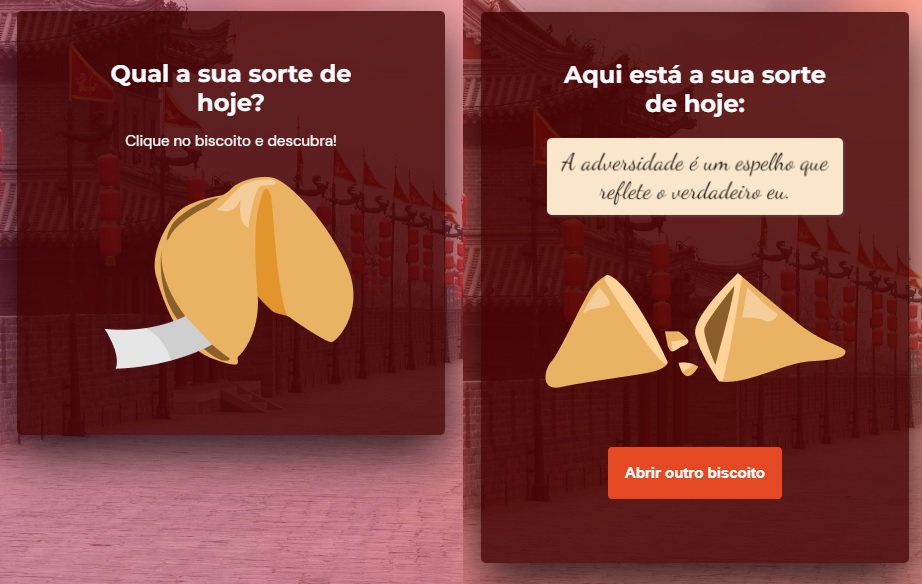 Qual a sua sorte de
hoje?
Clique no biscoito e descubra!
Aqui está a sua sorte
de hoje:
A adversidade é um espelho que
reflete o verdadeiro eu.
Abrir outro biscoito